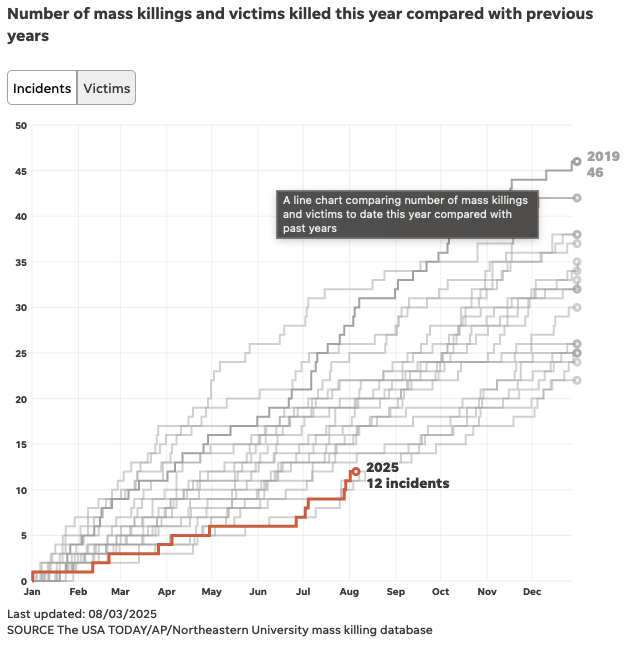 Number of mass killings and victims killed this year compared with previous
years
Incidents Victims
50
45
40
35
30
25
20
15
10
5
0
2019
46
A line chart comparing number of mass killings
and victims to date this year compared with
past years
2025
12 incidents
Jan Feb Mar Apr May Jun Jul Aug Sep Oct Nov Dec
Last updated: 08/03/2025
SOURCE The USA TODAY/AP/Northeastern University mass killing database